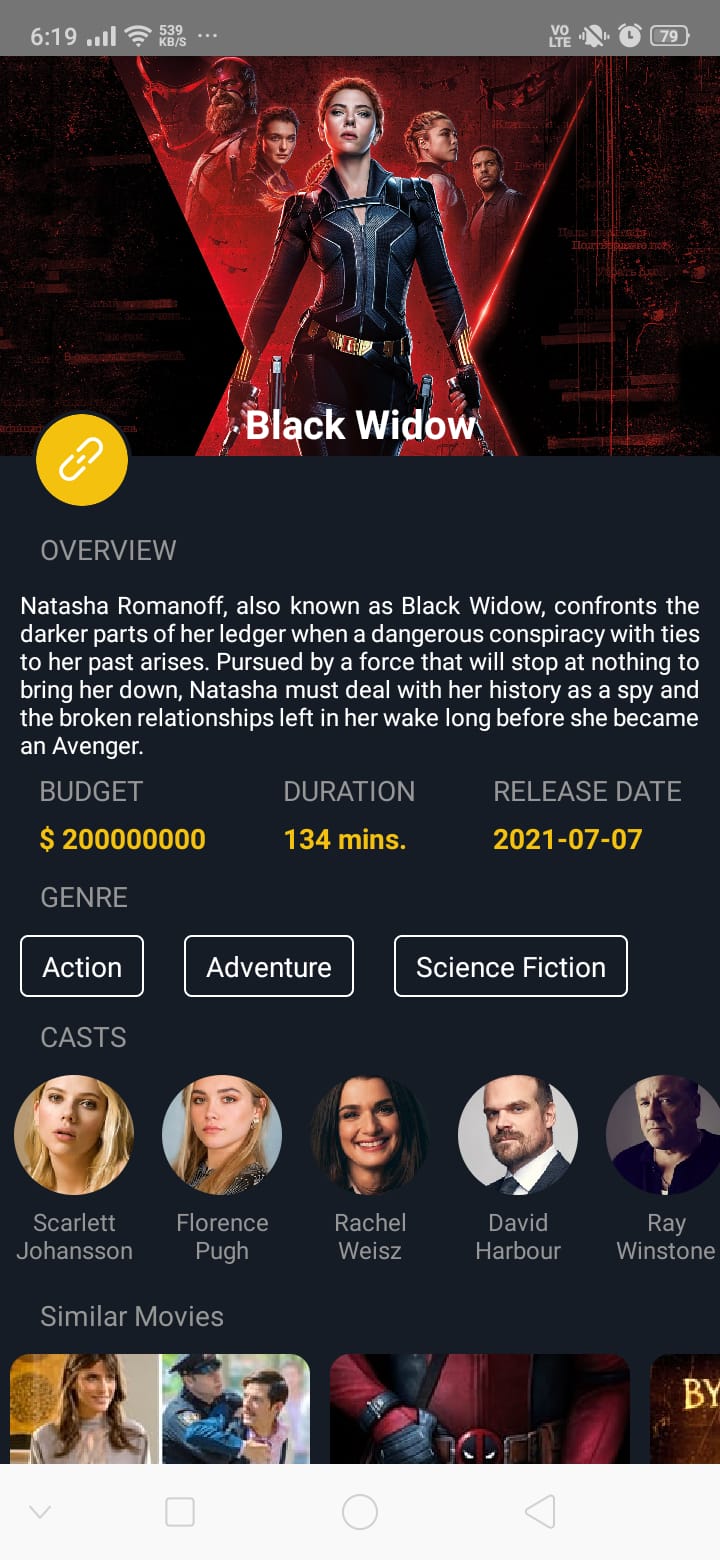 6:19
539
KB/S
VO
LTE
79
Black Widow
OVERVIEW
Natasha Romanoff, also known as Black Widow, confronts the
darker parts of her ledger when a dangerous conspiracy with ties
to her past arises. Pursued by a force that will stop at nothing to
bring her down, Natasha must deal with her history as a spy and
the broken relationships left in her wake long before she became
an Avenger.
BUDGET DURATION RELEASE DATE
$ 200000000 134 mins. 2021-07-07
GENRE
Action Adventure Science Fiction
CASTS
Scarlett Florence Rachel David Ray
Johansson Pugh Weisz Harbour Winstone
Similar Movies
BY